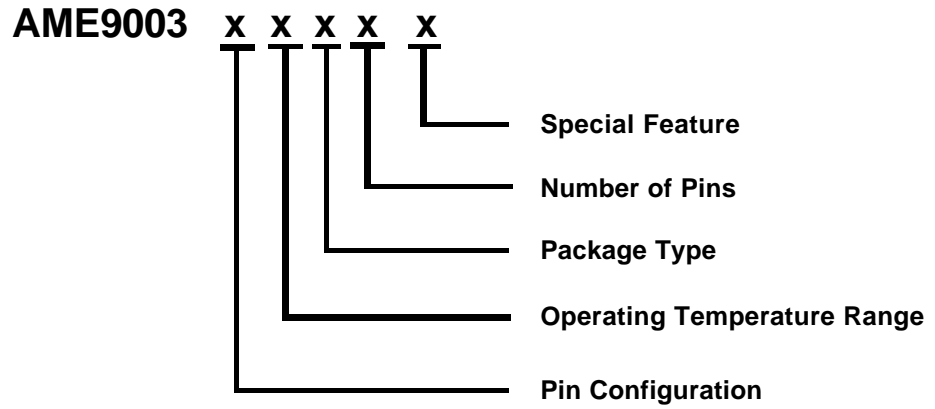 AME9003 x x x x x
Special Feature
Number of Pins
Package Type
Operating Temperature Range
Pin Configuration